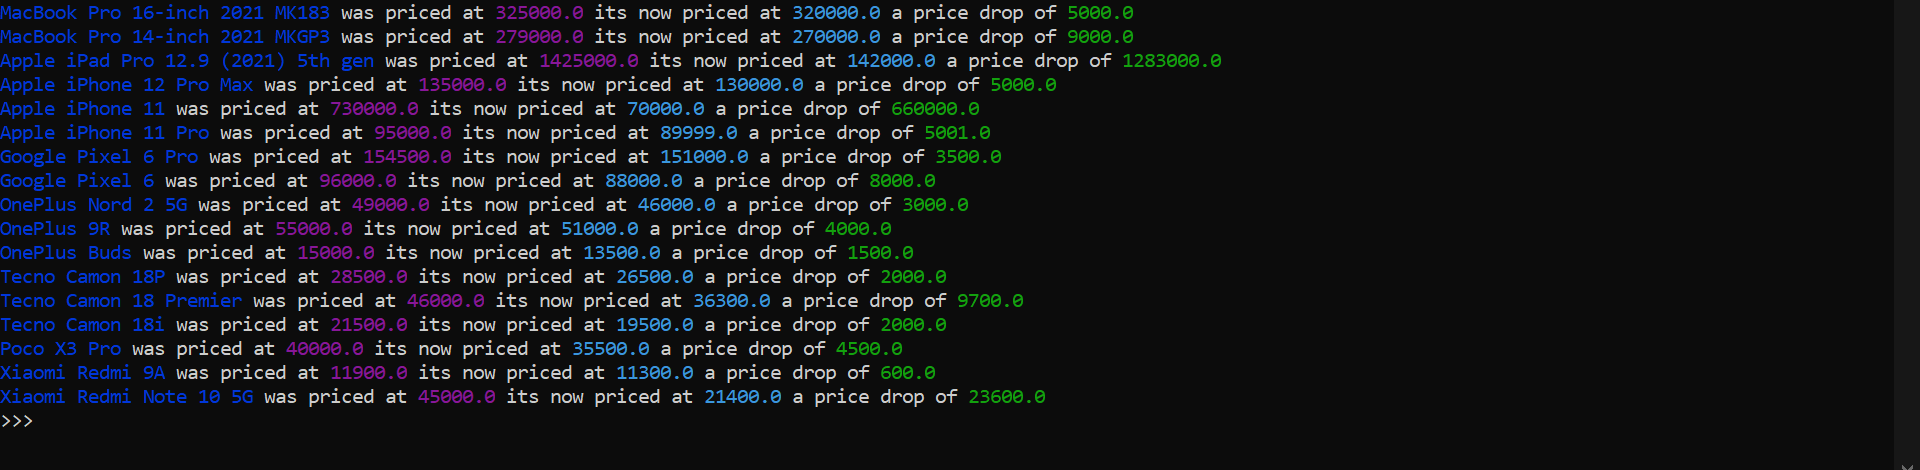 MacBook Pro 16-inch 2021 MK183 was priced at 325000.0 its now priced at 320000.0 a price drop of 5000.0
MacBook Pro 14-inch 2021 MKGP3 was priced at 279000.0 its now priced at 270000.0 a price drop of 9000.0
Apple iPad Pro 12.9 (2021) 5th gen was priced at 1425000.0 its now priced at 142000.0 a price drop of 1283000.0
Apple iPhone 12 Pro Max was priced at 135000.0 its now priced at 130000.0 a price drop of 5000.0
Apple iPhone 11 was priced at 730000.0 its now priced at 70000.0 a price drop of 660000.0
Apple iPhone 11 Pro was priced at 95000.0 its now priced at 89999.0 a price drop of 5001.0
Google Pixel 6 Pro was priced at 154500.0 its now priced at 151000.0 a price drop of 3500.0
Google Pixel 6 was priced at 96000.0 its now priced at 88000.0 a price drop of 8000.0
OnePlus Nord 2 5G was priced at 49000.0 its now priced at 46000.0 a price drop of 3000.0
OnePlus 9R was priced at 55000.0 its now priced at 51000.0 a price drop of 4000.0
OnePlus Buds was priced at 15000.0 its now priced at 13500.0 a price drop of 1500.0
Tecno Camon 18P was priced at 28500.0 its now priced at 26500.0 a price drop of 2000.0
Tecno Camon 18 Premier was priced at 46000.0 its now priced at 36300.0 a price drop of 9700.0
Tecno Camon 18i was priced at 21500.0 its now priced at 19500.0 a price drop of 2000.0
Poco X3 Pro was priced at 40000.0 its now priced at 35500.0 a price drop of 4500.0
Xiaomi Redmi 9A was priced at 11900.0 its now priced at 11300.0 a price drop of 600.0
Xiaomi Redmi Note 10 5G was priced at 45000.0 its now priced at 21400.0 a price drop of 23600.0
>>>